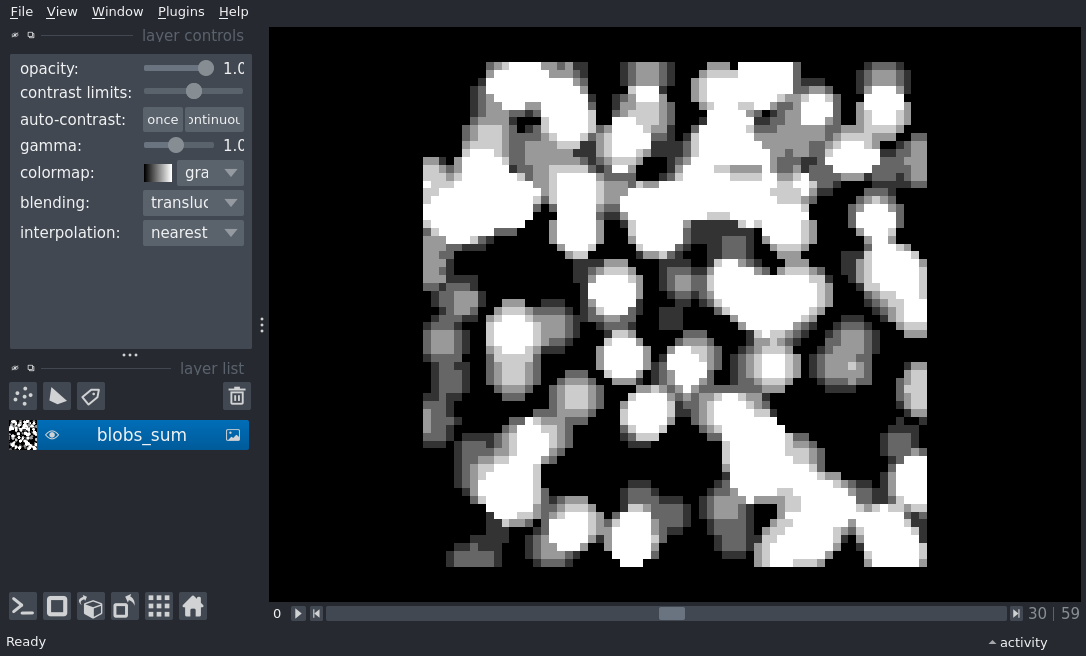 File View Window Plugins Help
layer controls
opacity: 1.0
contrast limits:
auto-contrast: once ontinuou
gamma: 1.0
colormap: gra
blending: transluc
interpolation: nearest
layer list
blobs_sum
0 30 | 59
Ready activity